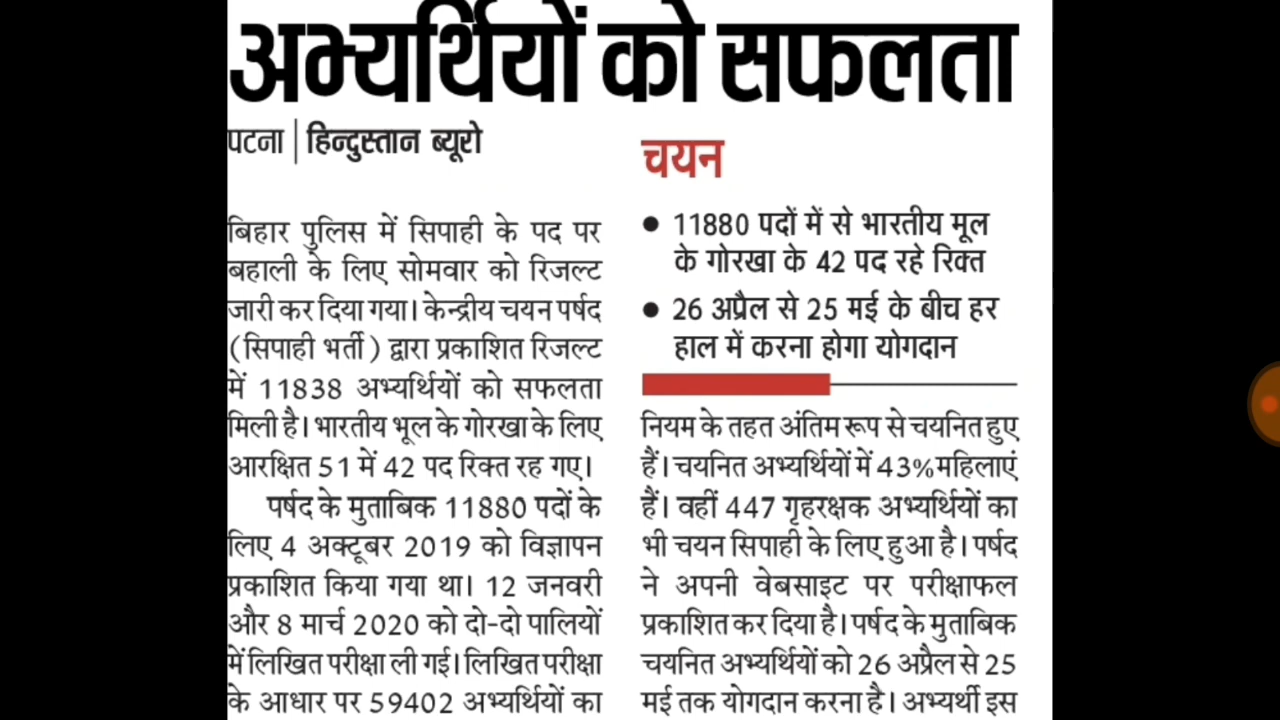 अभ्यर्थियों को सफलता
पटना | हिन्दुस्तान ब्यूरो
बिहार पुलिस में सिपाही के पद पर
बहाली के लिए सोमवार को रिजल्ट
जारी कर दिया गया। केन्द्रीय चयन पर्षद
(सिपाही भर्ती) द्वारा प्रकाशित रिजल्ट
में 11838 अभ्यर्थियों को सफलता
मिली है। भारतीय भूल के गोरखा के लिए
आरक्षित 51 में 42 पद रिक्त रह गए।
पर्षद के मुताबिक 11880 पदों के
लिए 4 अक्टूबर 2019 को विज्ञापन
प्रकाशित किया गया था। 12 जनवरी
और 8 मार्च 2020 को दो-दो पालियों
में लिखित परीक्षा ली गई। लिखित परीक्षा
के आधार पर 59402 अभ्यर्थियों का
चयन
● 11880 पदों में से भारतीय मूल
के गोरखा के 42 पद रहे रिक्त
● 26 अप्रैल से 25 मई के बीच हर
हाल में करना होगा योगदान
नियम के तहत अंतिम रूप से चयनित हुए
हैं। चयनित अभ्यर्थियों में 43% महिलाएं
हैं। वहीं 447 गृहरक्षक अभ्यर्थियों का
भी चयन सिपाही के लिए हुआ है। पर्षद
ने अपनी वेबसाइट पर परीक्षाफल
प्रकाशित कर दिया है। पर्षद के मुताबिक
चयनित अभ्यर्थियों को 26 अप्रैल से 25
मई तक योगदान करना है। अभ्यर्थी इस